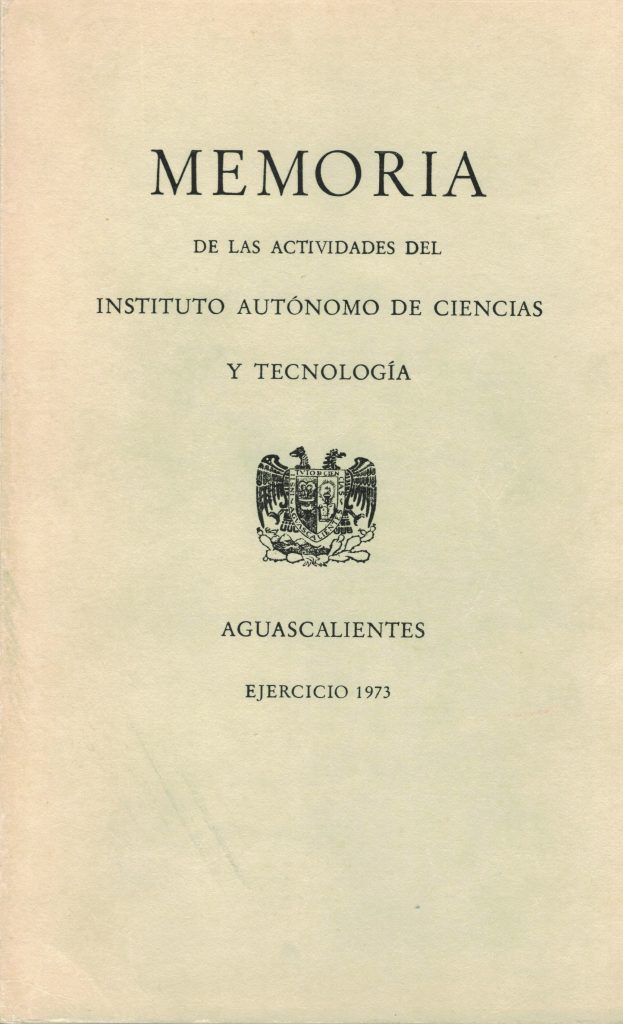 MEMORIA
DE LAS ACTIVIDADES DEL
INSTITUTO AUTÓNOMO DE CIENCIAS
Y TECNOLOGÍA
AGUASCALIENTES
EJERCICIO 1973